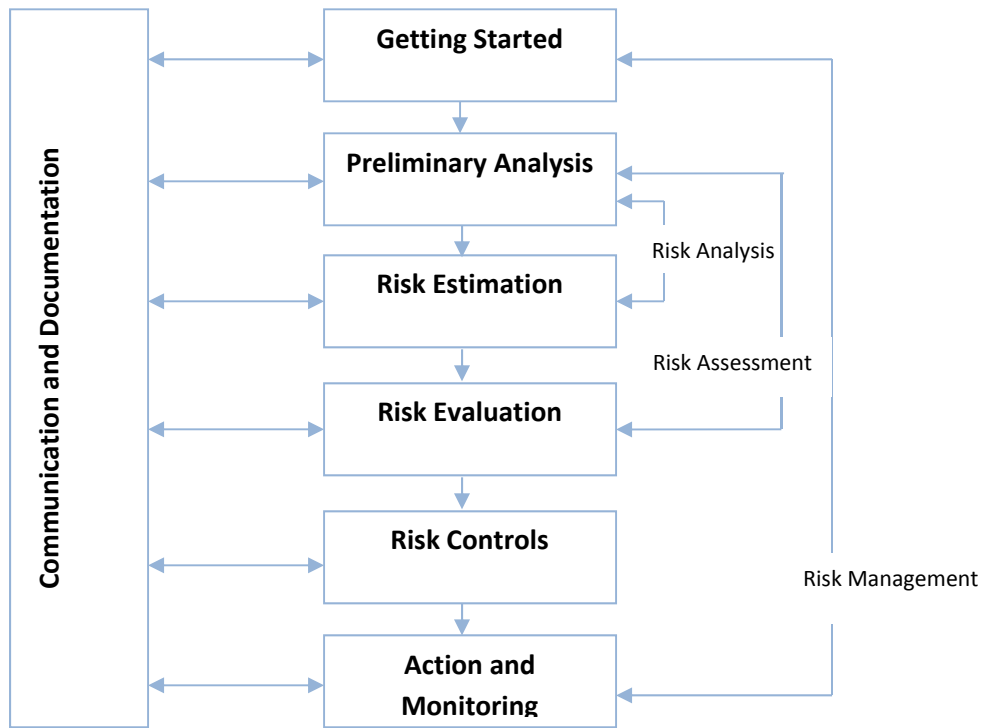 Communication and Documentation
Getting Started
Preliminary Analysis
Risk Analysis
Risk Estimation
Risk Assessment
Risk Evaluation
Risk Controls
Risk Management
Action and
Monitoring